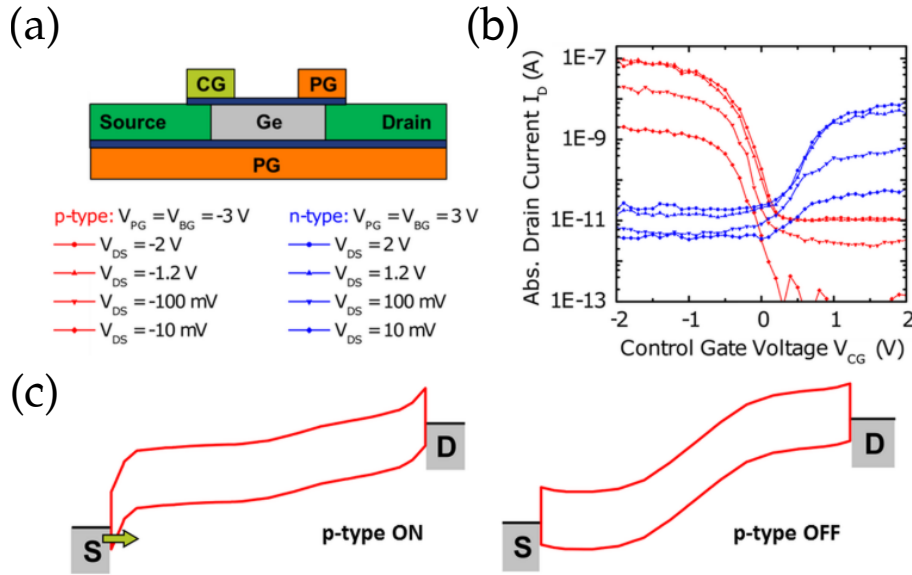 (a)
CG
PG
Source
Ge
Drain
PG
p-type: V_PG = V_BG = -3 V
V_DS = -2 V
V_DS = -1.2 V
V_DS = -100 mV
V_DS = -10 mV
n-type: V_PG = V_BG = 3 V
V_DS = 2 V
V_DS = 1.2 V
V_DS = 100 mV
V_DS = 10 mV
(b)
Abs. Drain Current I_D (A)
1E-7
1E-9
1E-11
1E-13
-2
-1
0
1
2
Control Gate Voltage V_CG (V)
(c)
S
D
p-type ON
S
D
p-type OFF